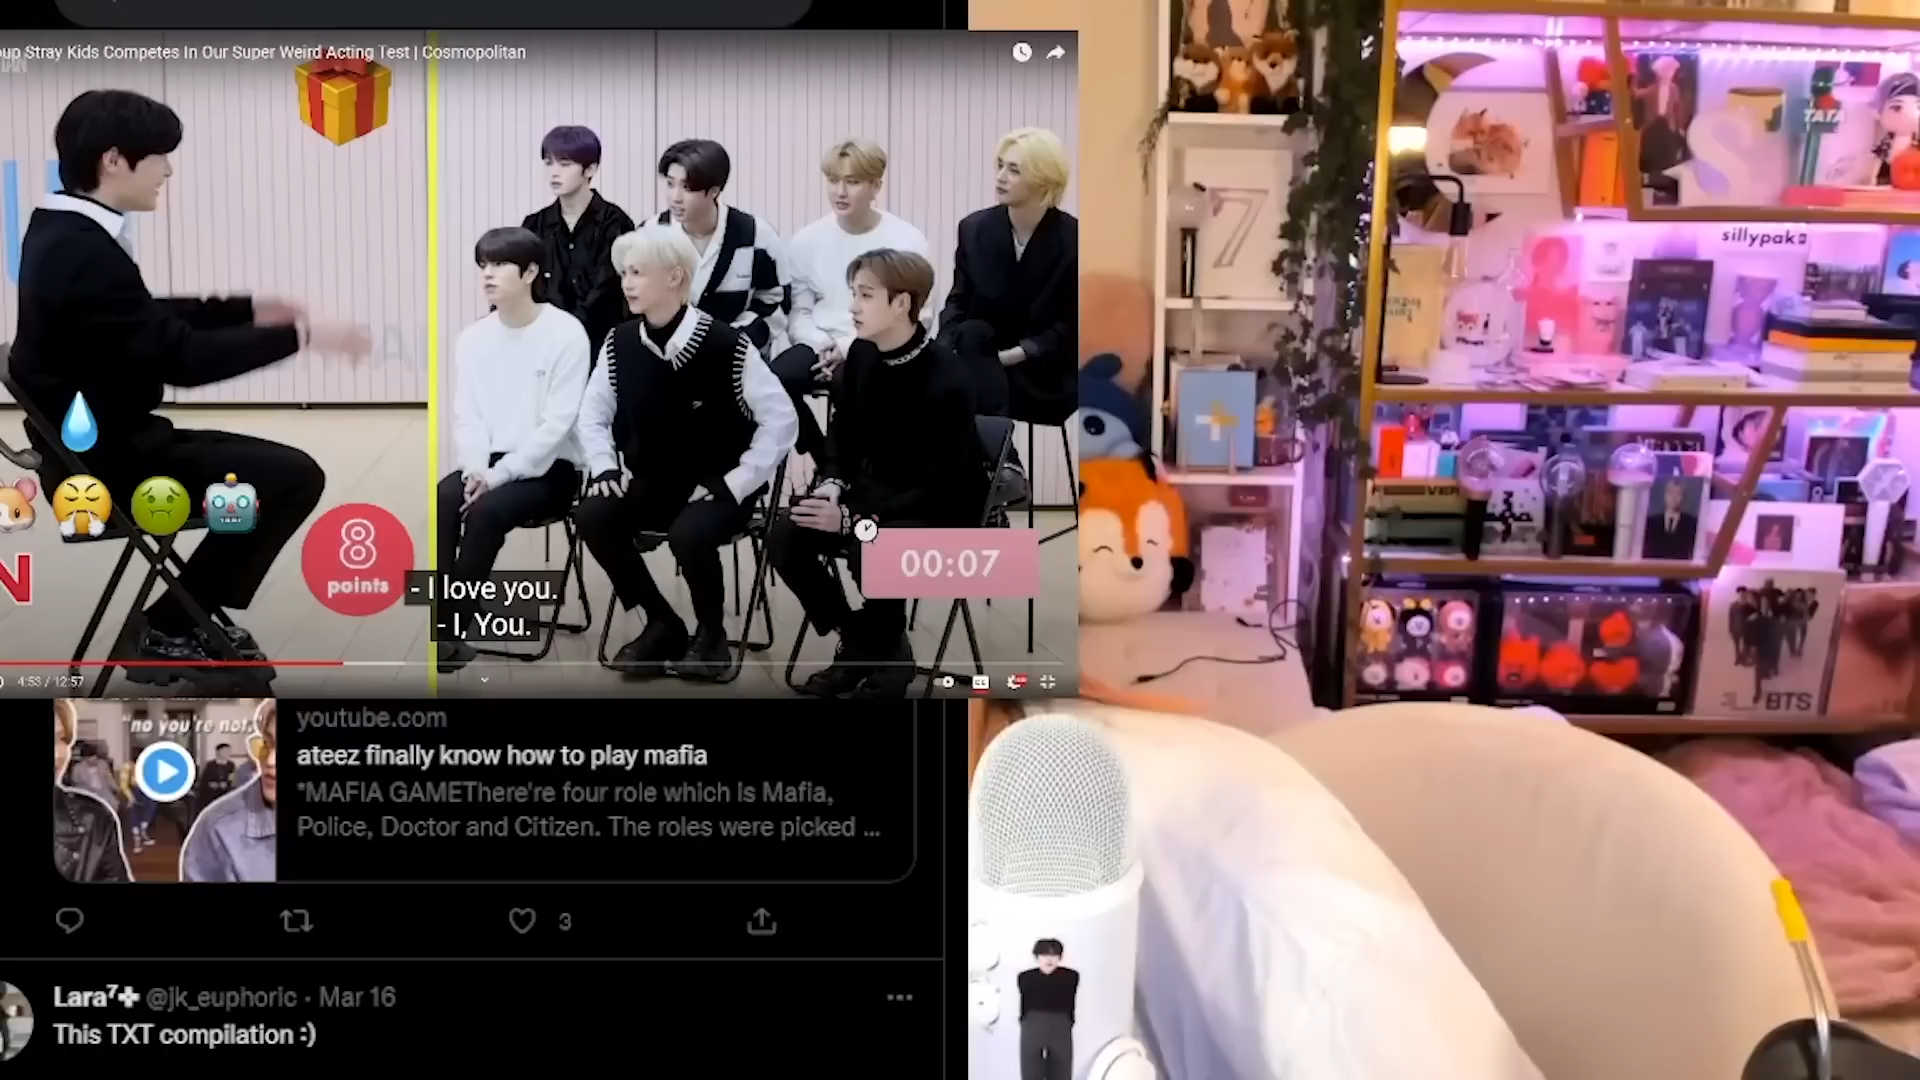 oup Stray Kids Competes In Our Super Weird Acting Test | Cosmopolitan
8
points
- I love you.
- I, You.
00:07
4:53 / 12:57
"no you're not."
youtube.com
ateez finally know how to play mafia
*MAFIA GAMEThere're four role which is Mafia,
Police, Doctor and Citizen. The roles were picked ...
3
Lara⁷✢ @jk_euphoric · Mar 16
This TXT compilation :)
7
S
TATA
sillypak
BTS